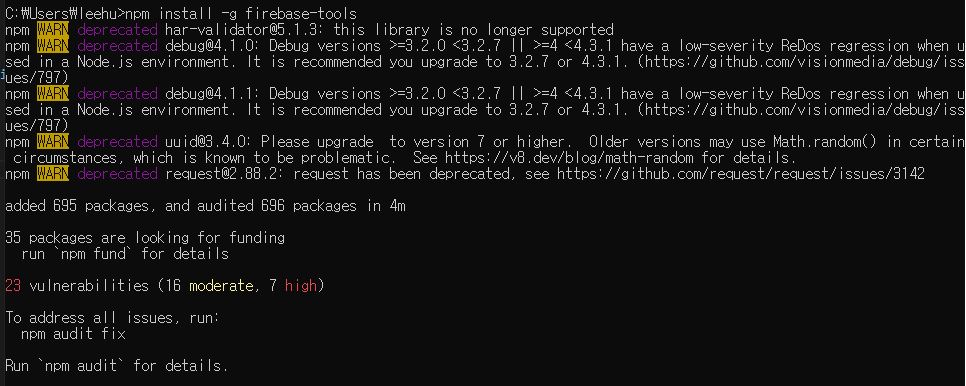 C:₩Users₩leehu>npm install -g firebase-tools
npm WARN deprecated har-validator@5.1.3: this library is no longer supported
npm WARN deprecated debug@4.1.0: Debug versions >=3.2.0 <3.2.7 || >=4 <4.3.1 have a low-severity ReDos regression when u
sed in a Node.js environment. It is recommended you upgrade to 3.2.7 or 4.3.1. (https://github.com/visionmedia/debug/iss
ues/797)
npm WARN deprecated debug@4.1.1: Debug versions >=3.2.0 <3.2.7 || >=4 <4.3.1 have a low-severity ReDos regression when u
sed in a Node.js environment. It is recommended you upgrade to 3.2.7 or 4.3.1. (https://github.com/visionmedia/debug/iss
ues/797)
npm WARN deprecated uuid@3.4.0: Please upgrade  to version 7 or higher.  Older versions may use Math.random() in certain
 circumstances, which is known to be problematic.  See https://v8.dev/blog/math-random for details.
npm WARN deprecated request@2.88.2: request has been deprecated, see https://github.com/request/request/issues/3142
added 695 packages, and audited 696 packages in 4m
35 packages are looking for funding
  run `npm fund` for details
23 vulnerabilities (16 moderate, 7 high)
To address all issues, run:
  npm audit fix
Run `npm audit` for details.